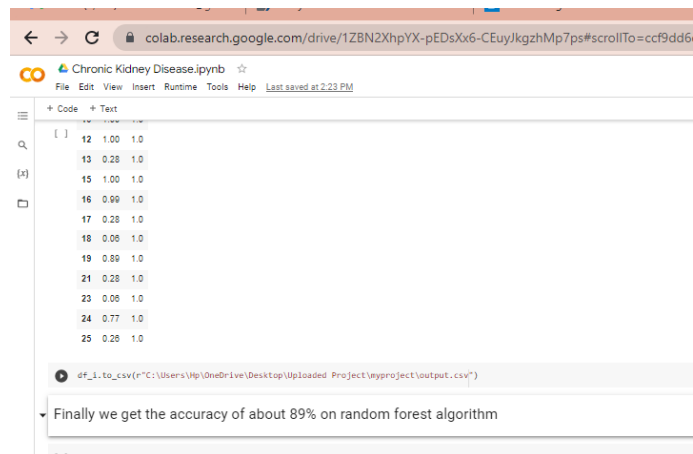 colab.research.google.com/drive/1ZBN2XhpYX-pEDsXx6-CEuyJkgzhMp7ps#scrollTo=ccf9dd6
CO Chronic Kidney Disease.ipynb
File Edit View Insert Runtime Tools Help Last saved at 2:23 PM
+ Code + Text
[ ] 12 1.00 1.0
13 0.28 1.0
{x} 15 1.00 1.0
16 0.99 1.0
17 0.28 1.0
18 0.06 1.0
19 0.89 1.0
21 0.28 1.0
23 0.06 1.0
24 0.77 1.0
25 0.26 1.0
df_i.to_csv(r"C:\Users\Hp\OneDrive\Desktop\Uploaded Project\myproject\output.csv")
Finally we get the accuracy of about 89% on random forest algorithm